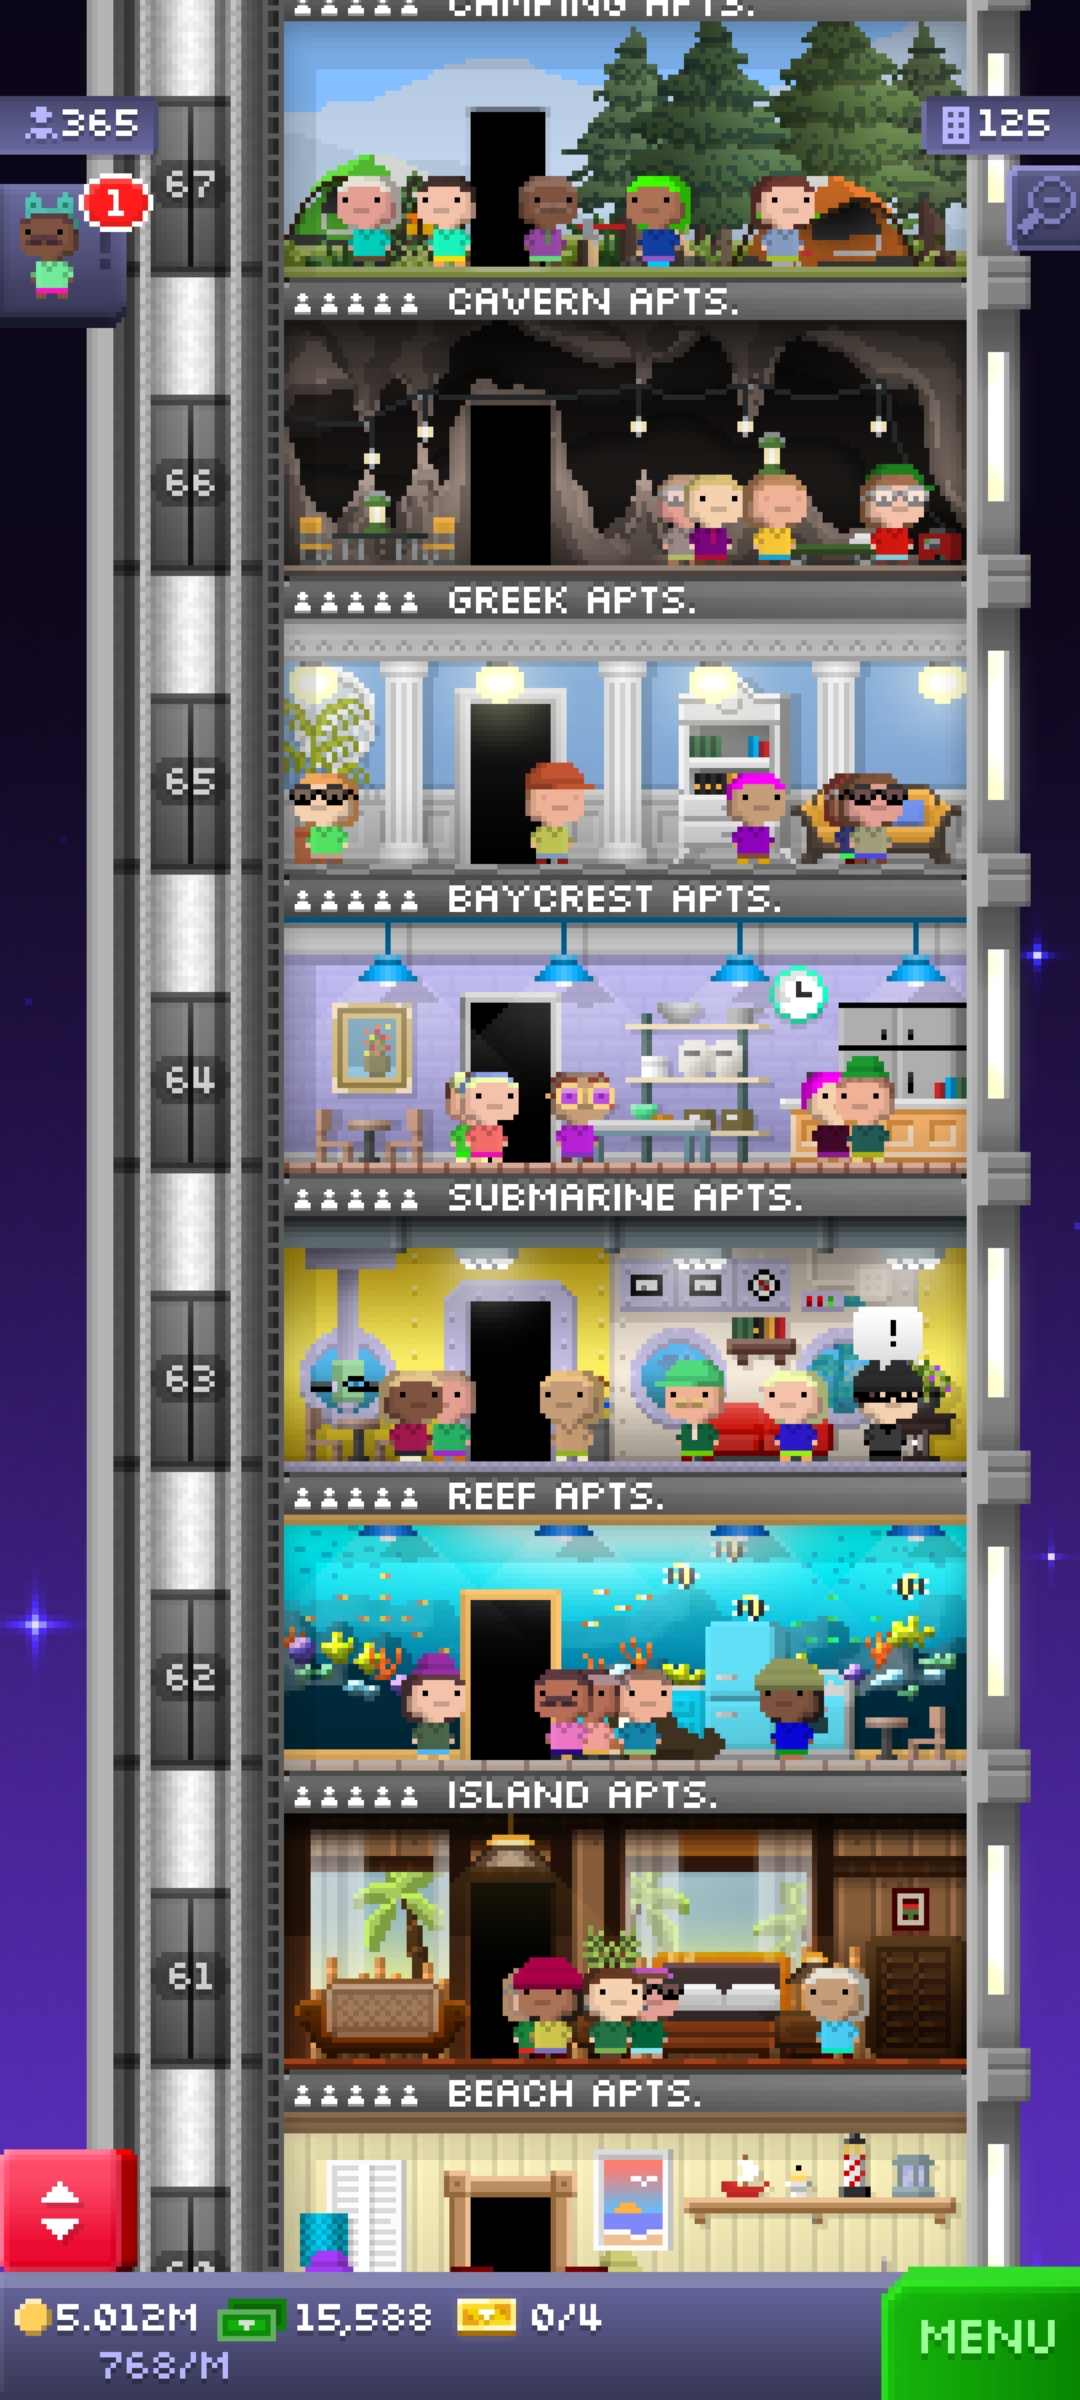 CAMPING APTS.
365
125
1
67
CAVERN APTS.
66
GREEK APTS.
65
BAYCREST APTS.
64
SUBMARINE APTS.
!
63
REEF APTS.
62
ISLAND APTS.
61
BEACH APTS.
5.012M 15,588 0/4
768/M
MENU